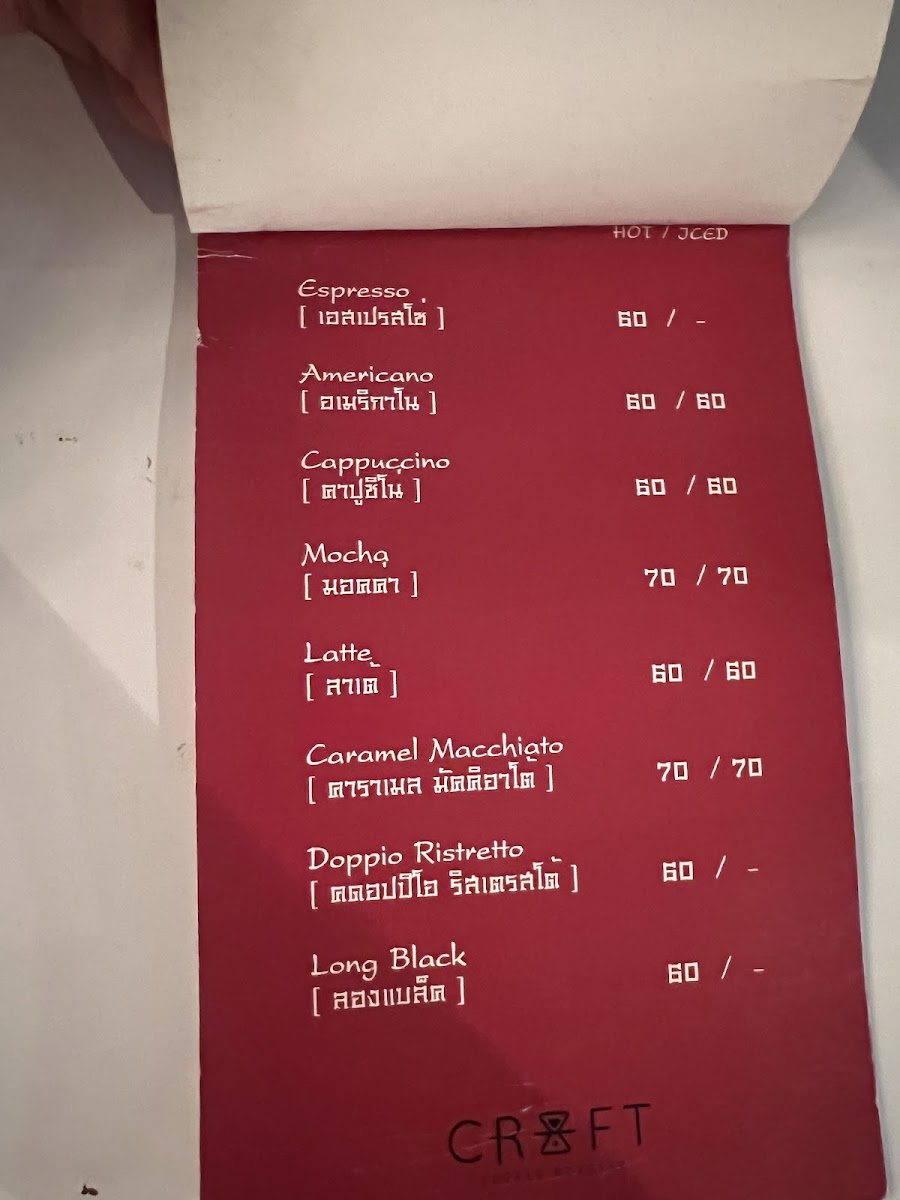 HOT / ICED
Espresso
[ เอสเปรสโซ่ ] 60 / -
Americano
[ อเมริกาโน ] 60 / 60
Cappuccino
[ คาปูชิโน่ ] 60 / 60
Mocha
[ มอคค่า ] 70 / 70
Latte
[ ลาเต้ ] 60 / 60
Caramel Macchiato
[ คาราเมล มัคคิอาโต้ ] 70 / 70
Doppio Ristretto
[ ดดอปปิโอ ริสเตรสโต้ ] 60 / -
Long Black
[ ลองแบล็ค ] 60 / -
CRAFT